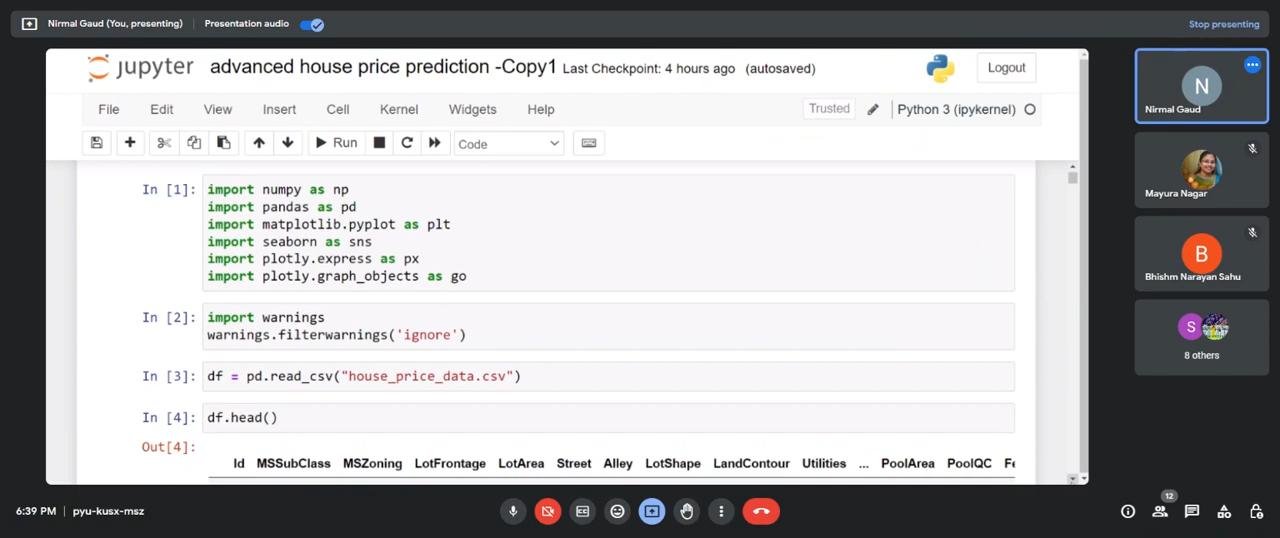 Nirmal Gaud (You, presenting) Presentation audio Stop presenting
jupyter advanced house price prediction -Copy1 Last Checkpoint: 4 hours ago (autosaved) Logout
File Edit View Insert Cell Kernel Widgets Help Trusted Python 3 (ipykernel)
Run Code
In [1]: import numpy as np
import pandas as pd
import matplotlib.pyplot as plt
import seaborn as sns
import plotly.express as px
import plotly.graph_objects as go
In [2]: import warnings
warnings.filterwarnings('ignore')
In [3]: df = pd.read_csv("house_price_data.csv")
In [4]: df.head()
Out[4]:
Id MSSubClass MSZoning LotFrontage LotArea Street Alley LotShape LandContour Utilities ... PoolArea PoolQC Fe
N
Nirmal Gaud
Mayura Nagar
B
Bhishm Narayan Sahu
S
8 others
6:39 PM pyu-kusx-msz
12